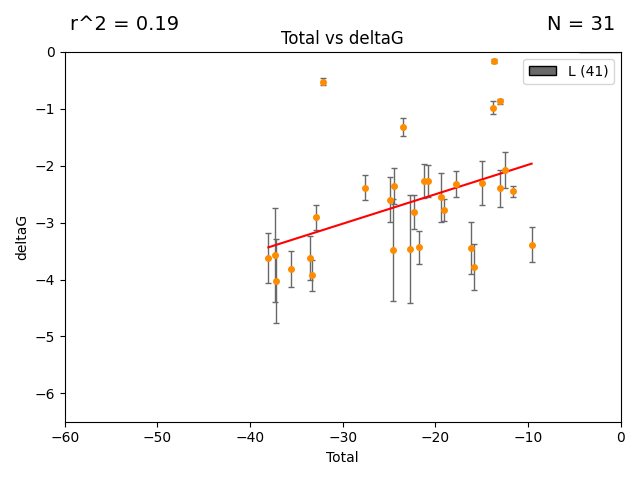 r^2 = 0.19
N = 31
Total vs deltaG
L (41)
0
−1
−2
−3
−4
−5
−6
deltaG
−60
−50
−40
−30
−20
−10
0
Total